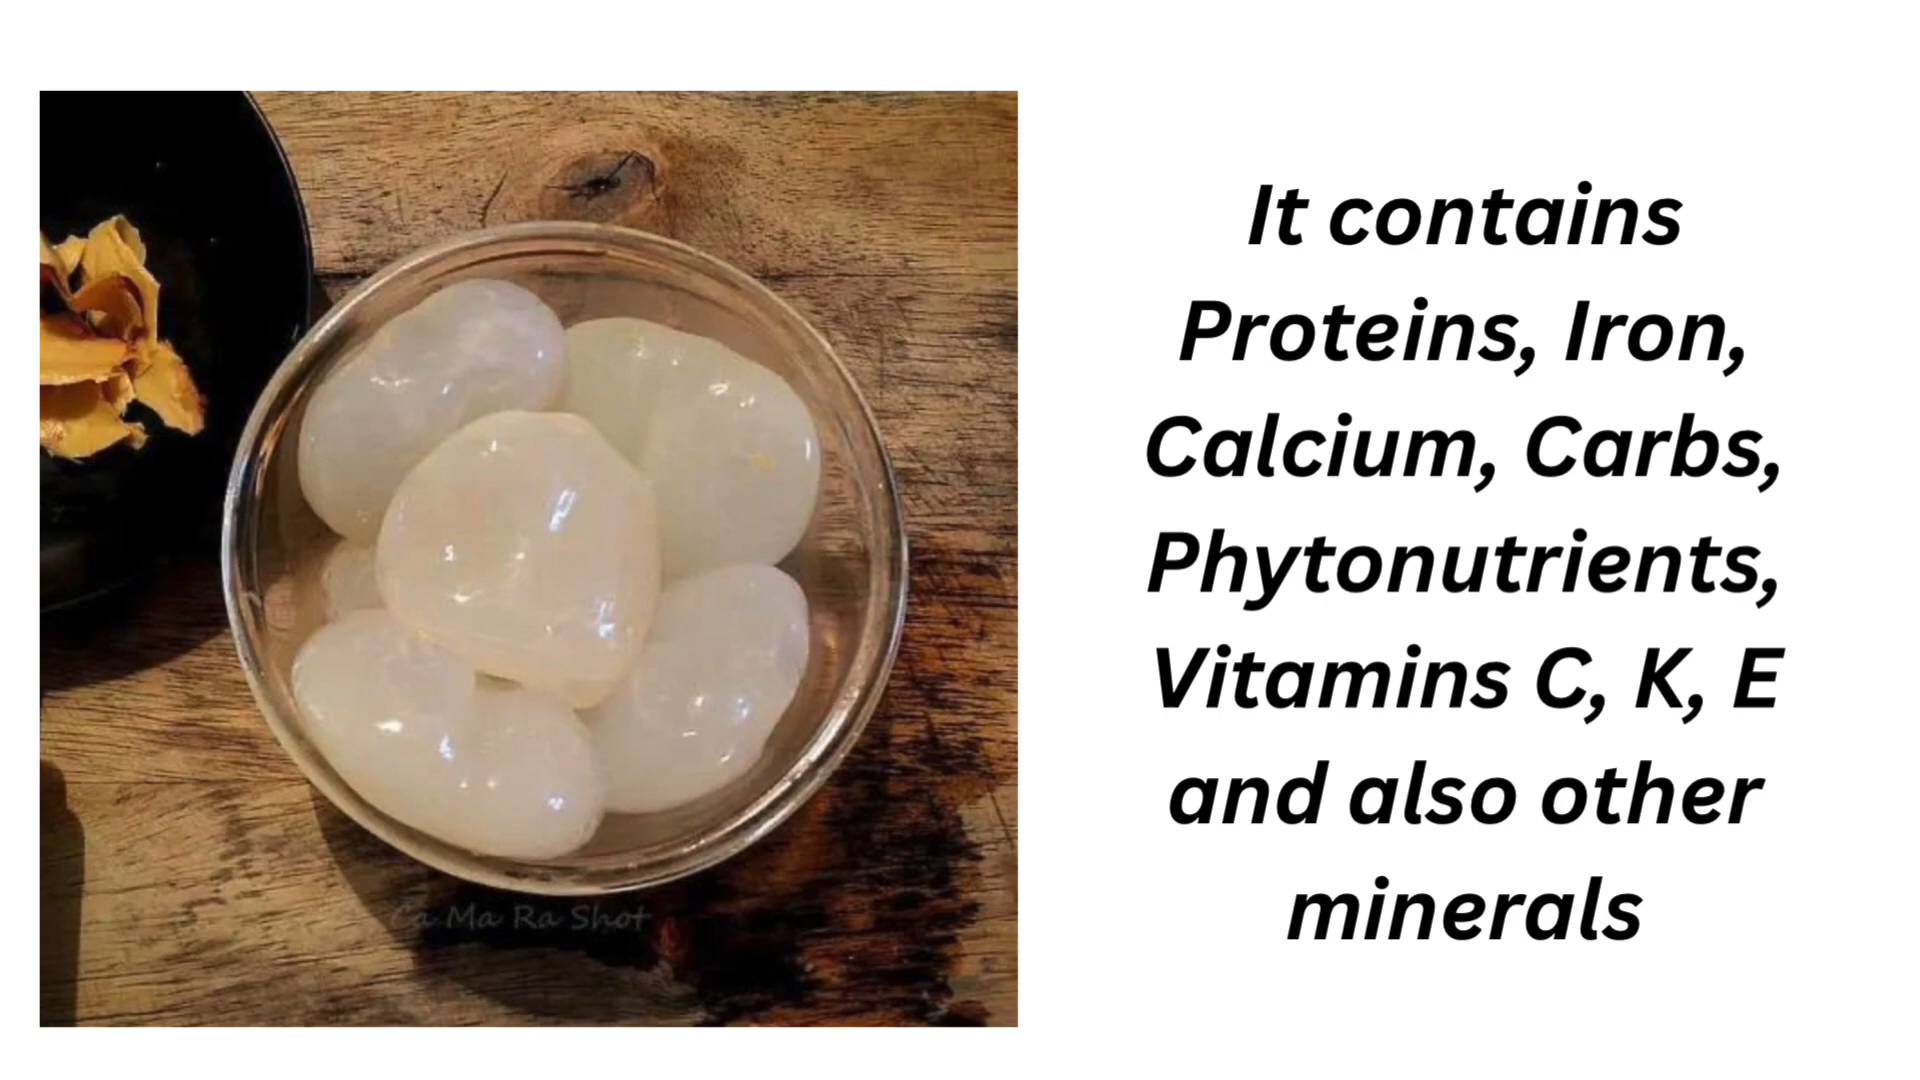 It contains
Proteins, Iron,
Calcium, Carbs,
Phytonutrients,
Vitamins C, K, E
and also other
minerals
Ca Ma Ra Shot